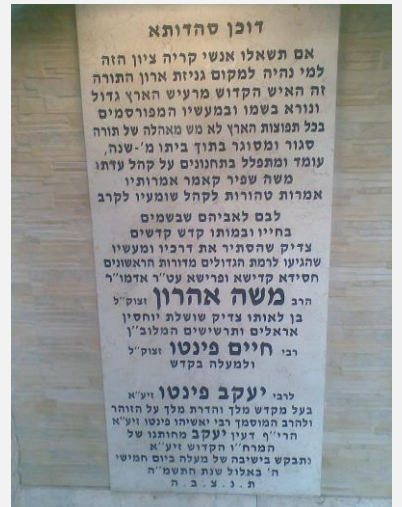 דוכן סהדותא
אם תשאלו אנשי קריה ציון הזה
למי נהיה למקום גניזת ארון התורה
זה האיש הקדוש מרעיש הארץ גדול
ונורא בשמו ובמעשיו המפורסמים
בכל תפוצות הארץ לא מש מאהלה של תורה
סגור ומסוגר בתוך ביתו מ׳-שנה,
עומד ומתפלל בתחנונים על קהל עדתו
משה שפיר קאמר אמרותיו
אמרות טהורות לקהל שומעיו לקרב
לבם לאביהם שבשמים
בחייו ובמותו קדש קדשים
צדיק שהסתיר את דרכיו ומעשיו
שהגיעו לרמת הגדולים מדורות הראשונים
חסידא קדישא ופרישא עט״ר אדמו״ר
הרב משה אהרון זצוק״ל
בן לאותו צדיק שושלת יוחסין
אראלים ותרשישים המלוב״ן
רבי חיים פינטו זצוק״ל
ולמעלה בקדש
לרבי יעקב פינטו זיע״א
בעל מקדש מלך והדרת מלך על הזוהר
ולהרב המוסמך רבי יאשיהו פינטו זיע״א
הרי״ף דעין יעקב מחותנו של
המרח״ו הקדוש זיע״א
נתבקש בישיבה של מעלה ביום חמישי
ה׳ באלול שנת התשמ״ה
ת . נ . צ . ב . ה